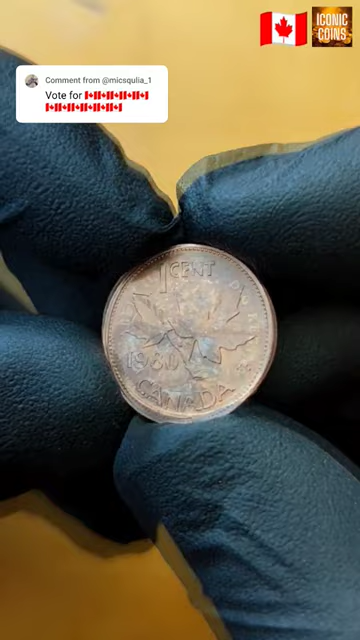 ICONIC
COINS
Comment from @micsqulia_1
Vote for 🇨🇦🇨🇦🇨🇦🇨🇦🇨🇦
🇨🇦🇨🇦🇨🇦🇨🇦🇨🇦🇨🇦
1 CENT
1980
CANADA